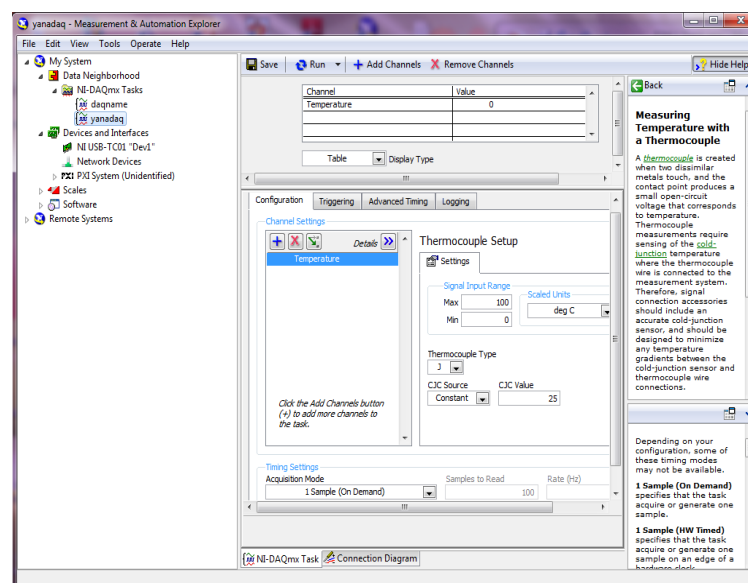 yanadaq - Measurement & Automation Explorer
File Edit View Tools Operate Help
My System
Data Neighborhood
NI-DAQmx Tasks
daqname
yanadaq
Devices and Interfaces
NI USB-TC01 "Dev1"
Network Devices
PXI PXI System (Unidentified)
Scales
Software
Remote Systems
Save Run Add Channels Remove Channels Hide Help
Channel Value
Temperature 0
Table Display Type
Configuration Triggering Advanced Timing Logging
Channel Settings
Details
Temperature
Click the Add Channels button
(+) to add more channels to
the task.
Thermocouple Setup
Settings
Signal Input Range
Max 100
Min 0
Scaled Units
deg C
Thermocouple Type
J
CJC Source CJC Value
Constant 25
Timing Settings
Acquisition Mode Samples to Read Rate (Hz)
1 Sample (On Demand) 100
NI-DAQmx Task Connection Diagram
Back
Measuring
Temperature with
a Thermocouple
A thermocouple is created
when two dissimilar
metals touch, and the
contact point produces a
small open-circuit
voltage that corresponds
to temperature.
Thermocouple
measurements require
sensing of the cold-
junction temperature
where the thermocouple
wire is connected to the
measurement system.
Therefore, signal
connection accessories
should include an
accurate cold-junction
sensor, and should be
designed to minimize
any temperature
gradients between the
cold-junction sensor and
thermocouple wire
connections.
Depending on your
configuration, some of
these timing modes
may not be available.
1 Sample (On Demand)
specifies that the task
acquire or generate one
sample.
1 Sample (HW Timed)
specifies that the task
acquire or generate one
sample on an edge of a
hardware clock